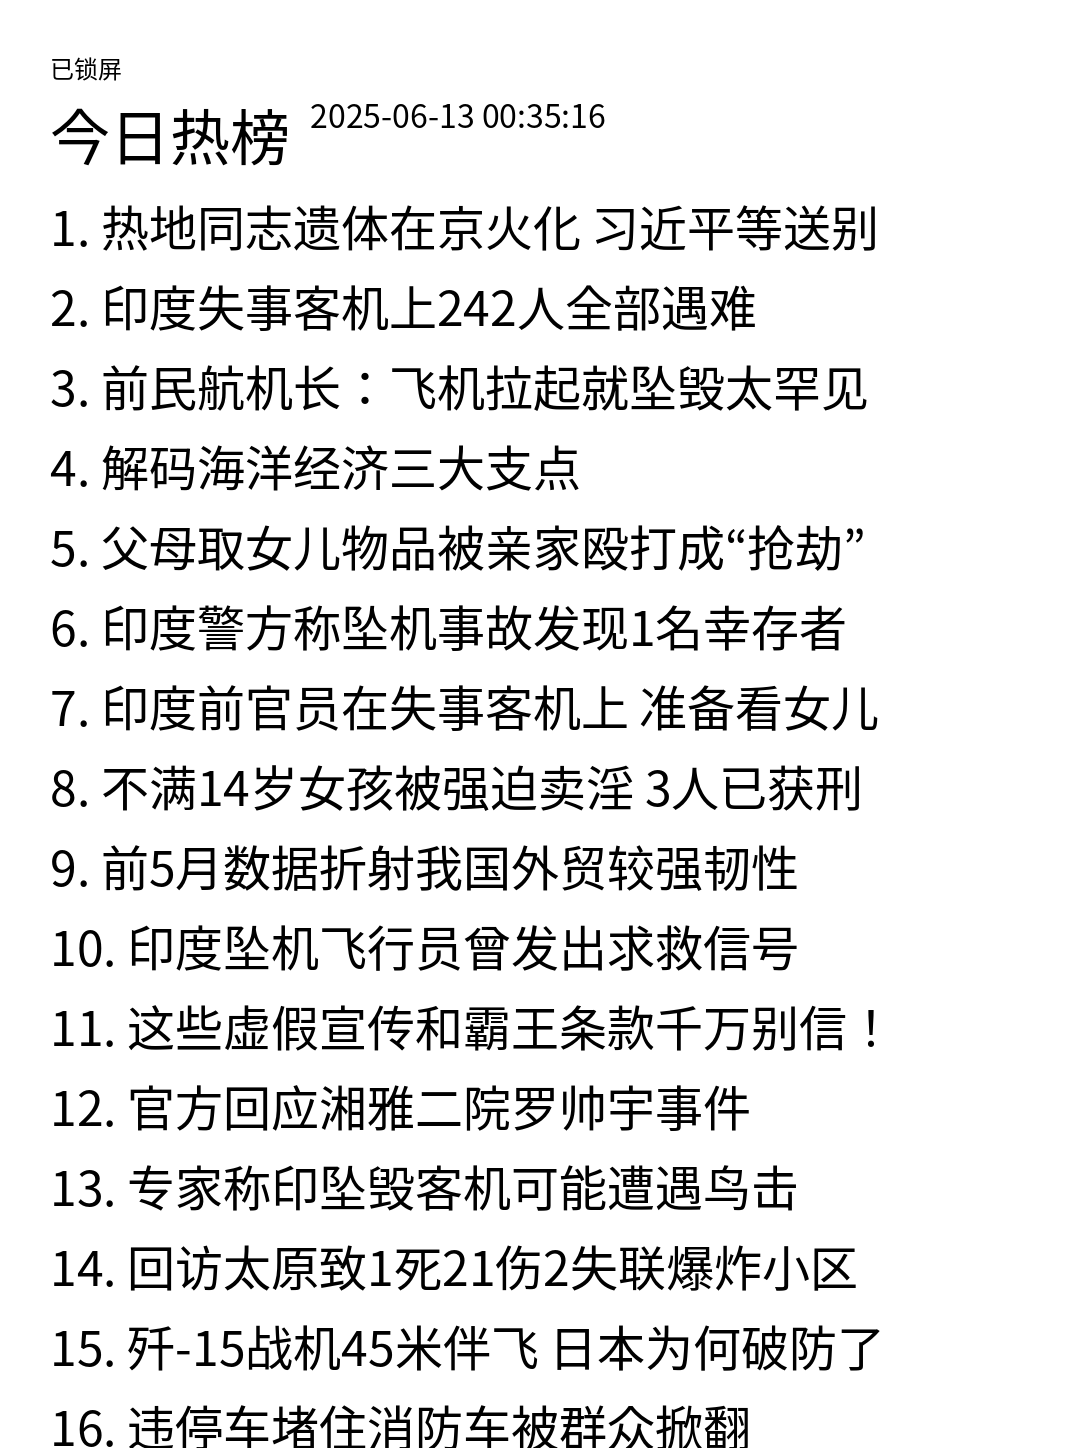 已锁屏
今日热榜 2025-06-13 00:35:16
1. 热地同志遗体在京火化 习近平等送别
2. 印度失事客机上242人全部遇难
3. 前民航机长：飞机拉起就坠毁太罕见
4. 解码海洋经济三大支点
5. 父母取女儿物品被亲家殴打成“抢劫”
6. 印度警方称坠机事故发现1名幸存者
7. 印度前官员在失事客机上 准备看女儿
8. 不满14岁女孩被强迫卖淫 3人已获刑
9. 前5月数据折射我国外贸较强韧性
10. 印度坠机飞行员曾发出求救信号
11. 这些虚假宣传和霸王条款千万别信！
12. 官方回应湘雅二院罗帅宇事件
13. 专家称印坠毁客机可能遭遇鸟击
14. 回访太原致1死21伤2失联爆炸小区
15. 歼-15战机45米伴飞 日本为何破防了
16. 违停车堵住消防车被群众掀翻